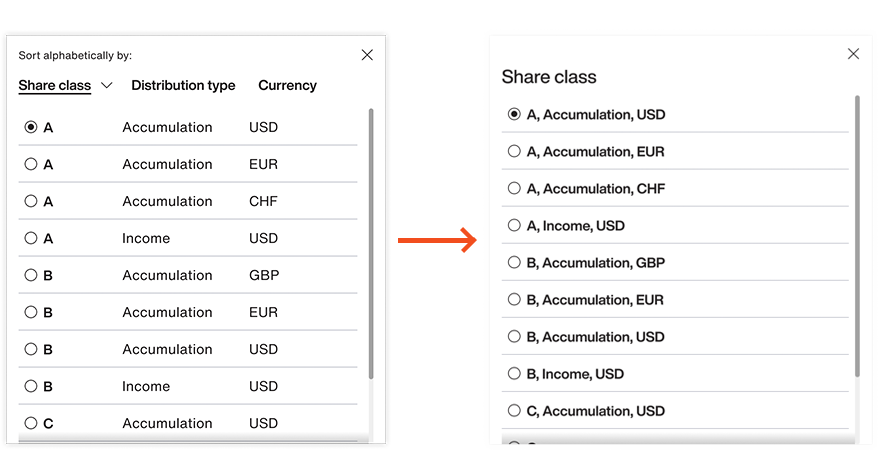 Sort alphabetically by:
Share class Distribution type Currency
A Accumulation USD
A Accumulation EUR
A Accumulation CHF
A Income USD
B Accumulation GBP
B Accumulation EUR
B Accumulation USD
B Income USD
C Accumulation USD
Share class
A, Accumulation, USD
A, Accumulation, EUR
A, Accumulation, CHF
A, Income, USD
B, Accumulation, GBP
B, Accumulation, EUR
B, Accumulation, USD
B, Income, USD
C, Accumulation, USD